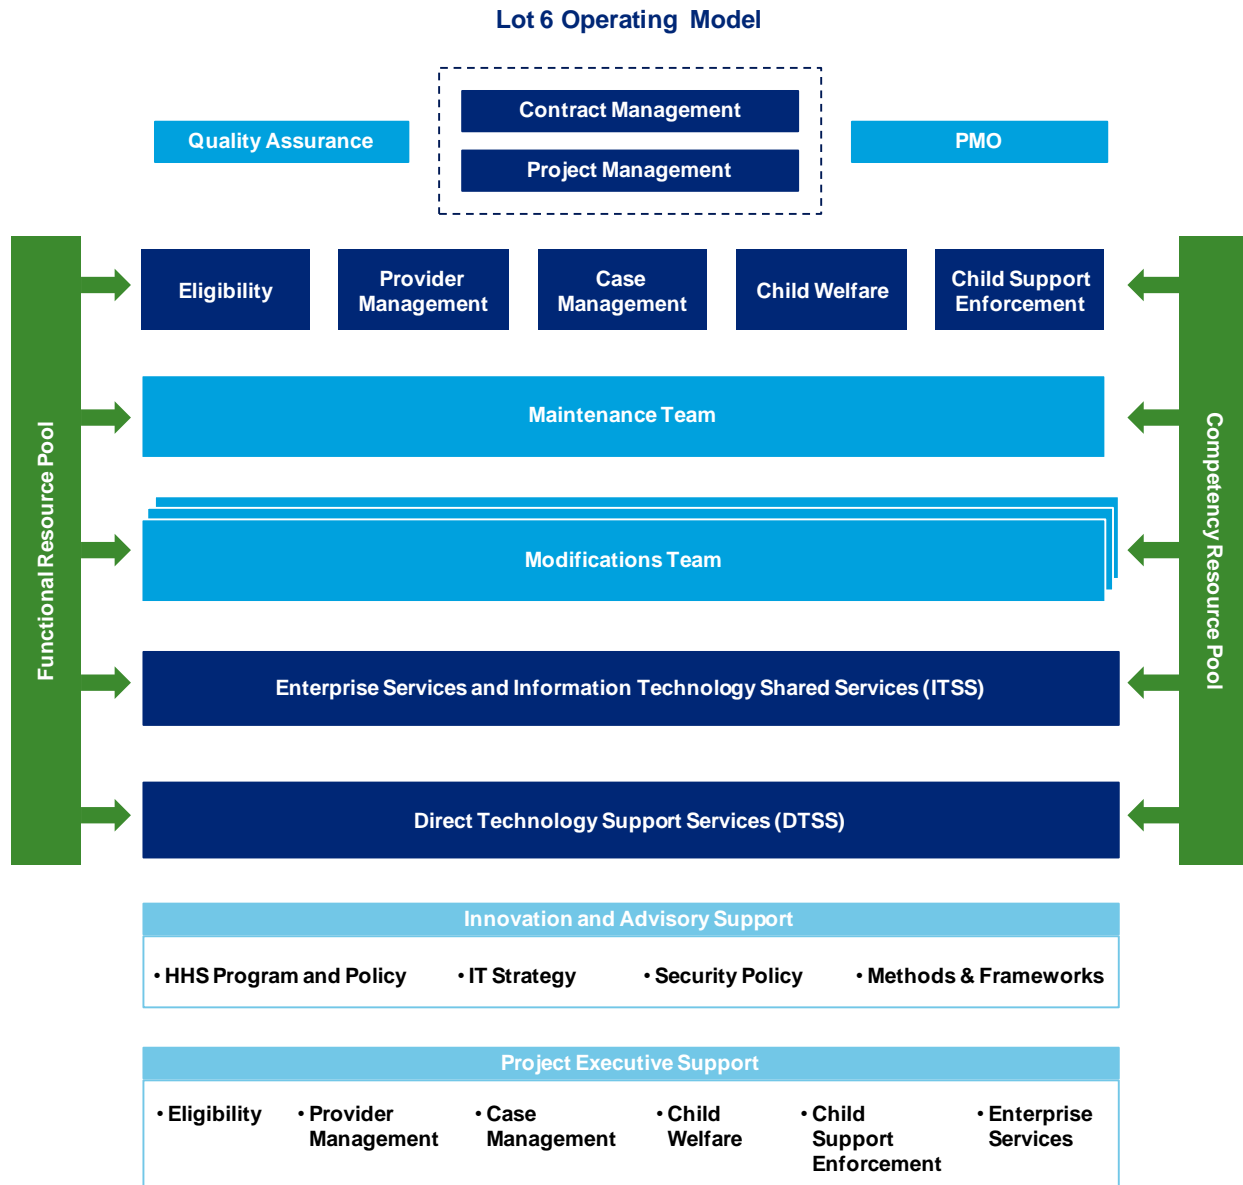 Lot 6 Operating Model
Contract Management
Quality Assurance
PMO
Project Management
Functional Resource Pool
Competency Resource Pool
Eligibility
Provider
Management
Case
Management
Child Welfare
Child Support
Enforcement
Maintenance Team
Modifications Team
Enterprise Services and Information Technology Shared Services (ITSS)
Direct Technology Support Services (DTSS)
Innovation and Advisory Support
• HHS Program and Policy
• IT Strategy
• Security Policy
• Methods & Frameworks
Project Executive Support
• Eligibility
• Provider
Management
• Case
Management
• Child
Welfare
• Child
Support
Enforcement
• Enterprise
Services